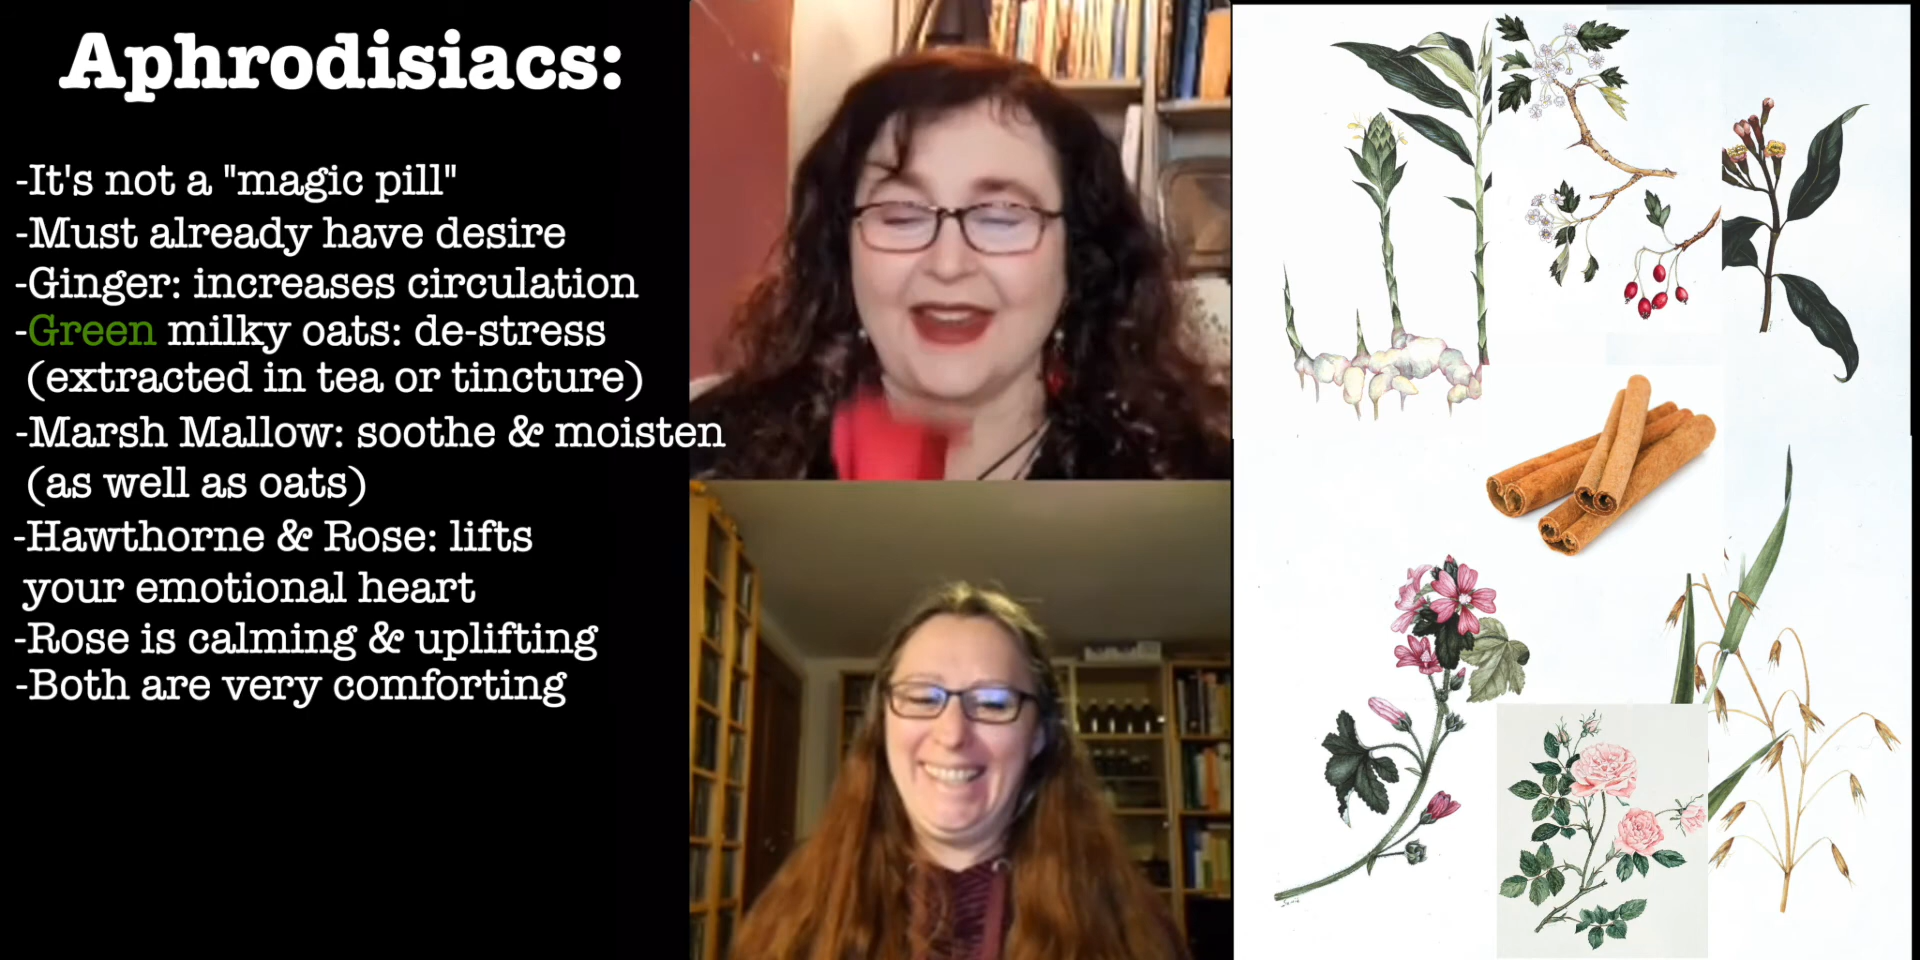 Aphrodisiacs:
-It's not a "magic pill"
-Must already have desire
-Ginger: increases circulation
-Green milky oats: de-stress
(extracted in tea or tincture)
-Marsh Mallow: soothe & moisten
(as well as oats)
-Hawthorne & Rose: lifts
your emotional heart
-Rose is calming & uplifting
-Both are very comforting